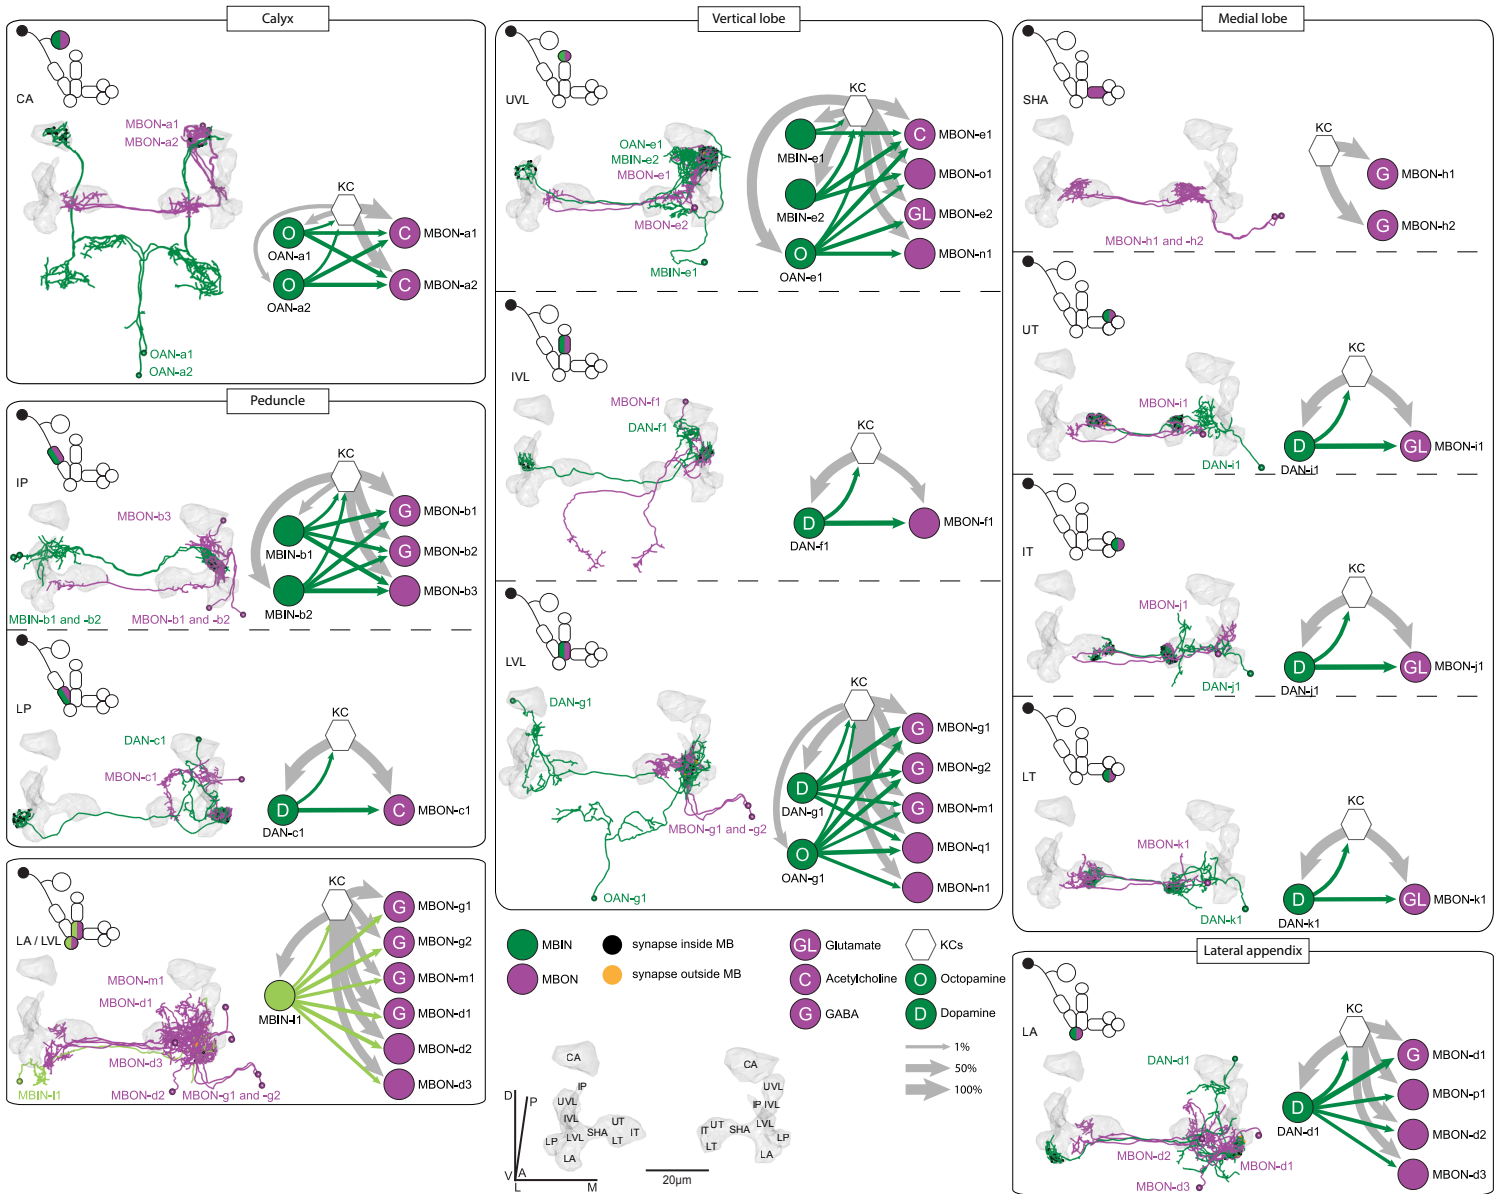 Calyx
CA
MBON-a1
MBON-a2
KC
O
OAN-a1
O
OAN-a2
C
MBON-a1
C
MBON-a2
OAN-a1
OAN-a2
Peduncle
IP
MBON-b3
MBIN-b1 and -b2
MBON-b1 and -b2
KC
MBIN-b1
MBIN-b2
G
MBON-b1
G
MBON-b2
MBON-b3
LP
DAN-c1
MBON-c1
KC
D
DAN-c1
C
MBON-c1
LA / LVL
MBON-m1
MBON-d1
MBON-d3
MBIN-l1
MBON-d2
MBON-g1 and -g2
KC
MBIN-l1
G
MBON-g1
G
MBON-g2
G
MBON-m1
G
MBON-d1
MBON-d2
MBON-d3
Vertical lobe
UVL
OAN-e1
MBIN-e2
MBON-e1
MBON-e2
MBIN-e1
KC
MBIN-e1
MBIN-e2
O
OAN-e1
C
MBON-e1
MBON-o1
GL
MBON-e2
MBON-n1
IVL
MBON-f1
DAN-f1
KC
D
DAN-f1
MBON-f1
LVL
DAN-g1
MBON-g1 and -g2
OAN-g1
KC
D
DAN-g1
O
OAN-g1
G
MBON-g1
G
MBON-g2
G
MBON-m1
MBON-q1
MBON-n1
Medial lobe
SHA
MBON-h1 and -h2
KC
G
MBON-h1
G
MBON-h2
UT
MBON-i1
DAN-i1
KC
D
DAN-i1
GL
MBON-i1
IT
MBON-j1
DAN-j1
KC
D
DAN-j1
GL
MBON-j1
LT
MBON-k1
DAN-k1
KC
D
DAN-k1
GL
MBON-k1
Lateral appendix
LA
DAN-d1
MBON-d2
MBON-d1
MBON-d3
KC
D
DAN-d1
G
MBON-d1
MBON-p1
MBON-d2
MBON-d3
MBIN
MBON
synapse inside MB
synapse outside MB
GL Glutamate
C Acetylcholine
G GABA
KCs
O Octopamine
D Dopamine
1%
50%
100%
D
P
V
A
L
M
CA
IP
UVL
IVL
LP
LVL
SHA
UT
LT
IT
LA
CA
UVL
IP IVL
IT
UT
LT
SHA
LVL
LP
LA
20µm